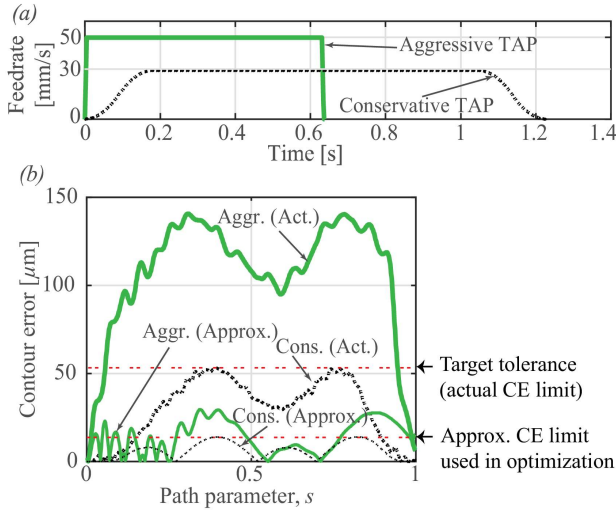 (a)
Feedrate
[mm/s]
50
30
0
Aggressive TAP
Conservative TAP
0
0.2
0.4
0.6
0.8
1
1.2
1.4
Time [s]
(b)
Contour error [μm]
150
100
50
0
Aggr. (Act.)
Aggr. (Approx.)
Cons. (Act.)
Cons. (Approx.)
Target tolerance
(actual CE limit)
Approx. CE limit
used in optimization
0
0.5
1
Path parameter, s